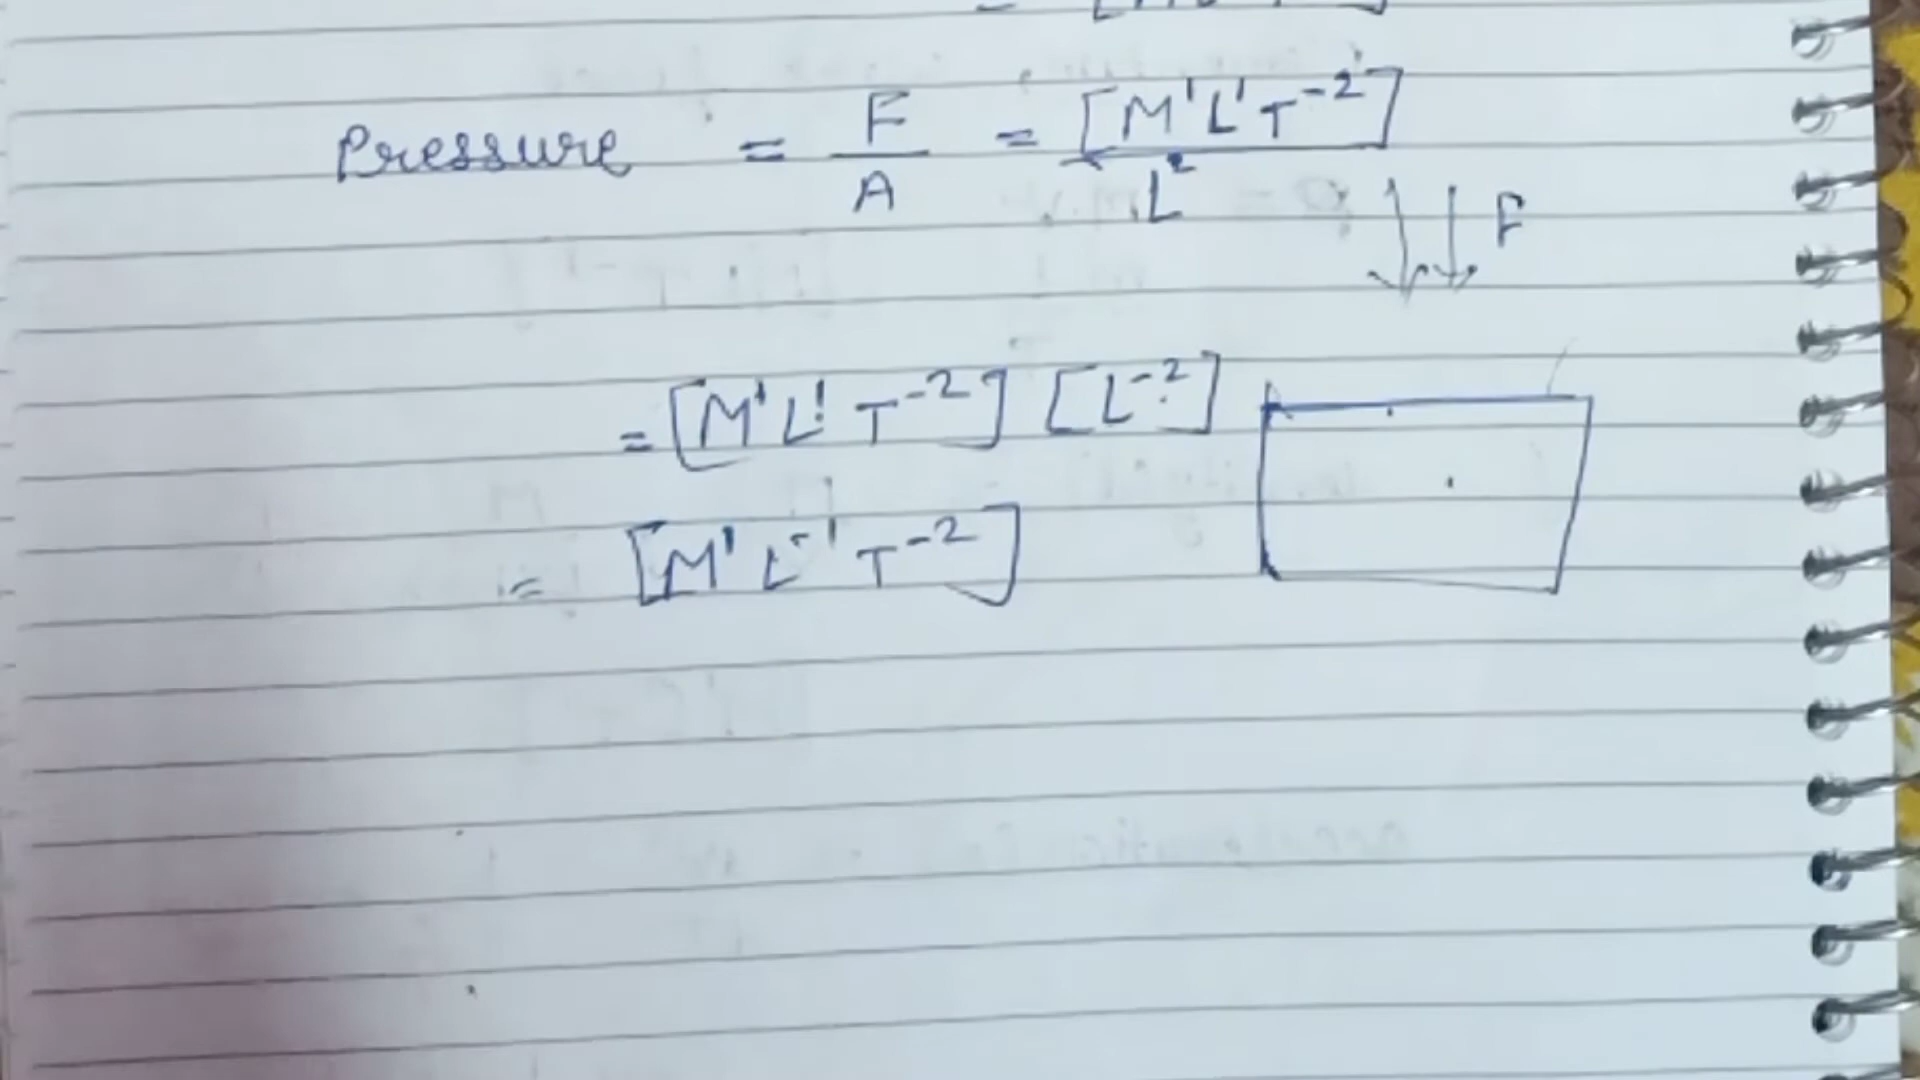 Pressure = F/A = [M¹L¹T⁻²]/L²
F
= [M¹L¹T⁻²] [L⁻²]
= [M¹L⁻¹T⁻²]